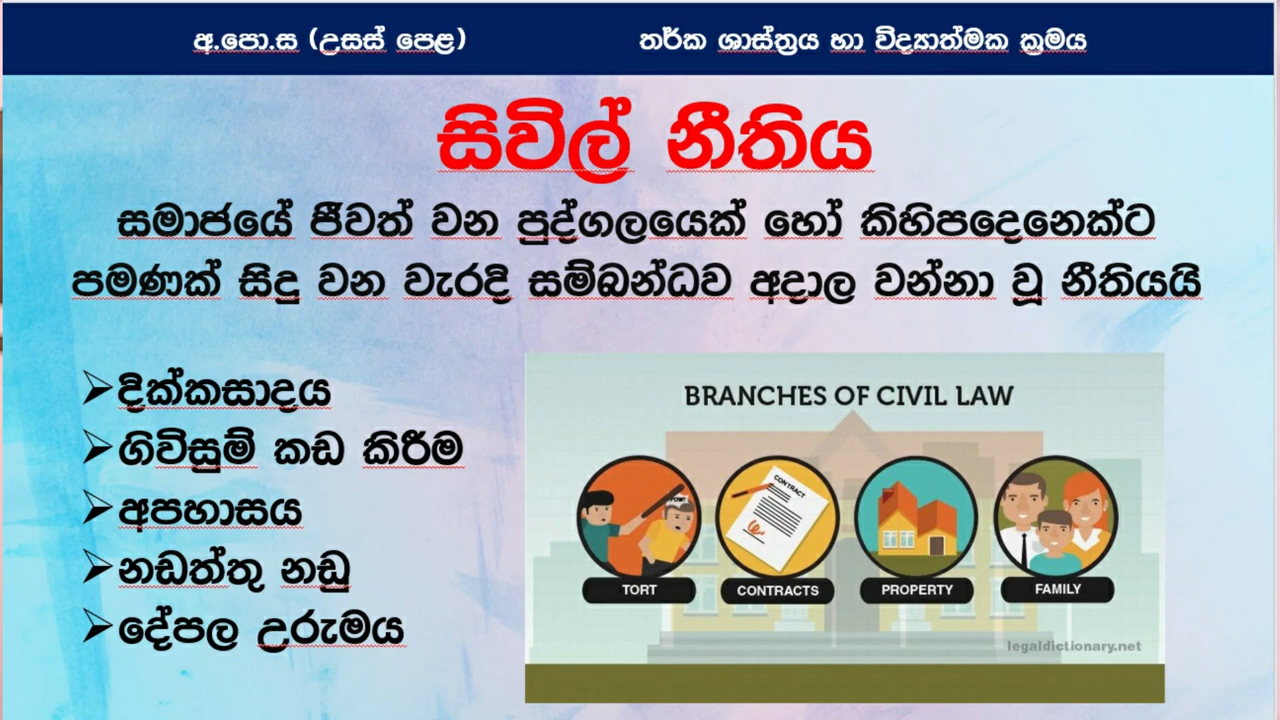 අ.පො.ස (උසස් පෙළ) තර්ක ශාස්ත්‍රය හා විද්‍යාත්මක ක්‍රමය
සිවිල් නීතිය
සමාජයේ ජීවත් වන පුද්ගලයෙක් හෝ කිහිපදෙනෙක්ට
පමණක් සිදු වන වැරදි සම්බන්ධව අදාල වන්නා වූ නීතියයි
දික්කසාදය
ගිවිසුම් කඩ කිරීම
අපහාසය
නඩත්තු නඩු
දේපල උරුමය
BRANCHES OF CIVIL LAW
POW!
CONTRACT
TORT
CONTRACTS
PROPERTY
FAMILY
legaldictionary.net